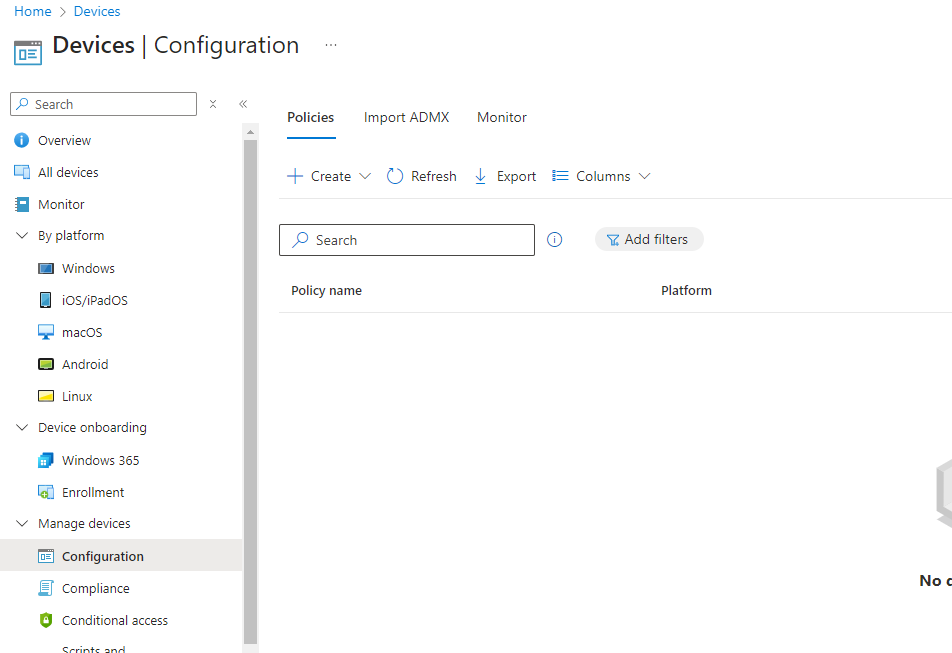 Home > Devices
Devices | Configuration ...
Search
Overview
All devices
Monitor
By platform
Windows
iOS/iPadOS
macOS
Android
Linux
Device onboarding
Windows 365
Enrollment
Manage devices
Configuration
Compliance
Conditional access
Scripts and
Policies Import ADMX Monitor
Create Refresh Export Columns
Search Add filters
Policy name Platform
No